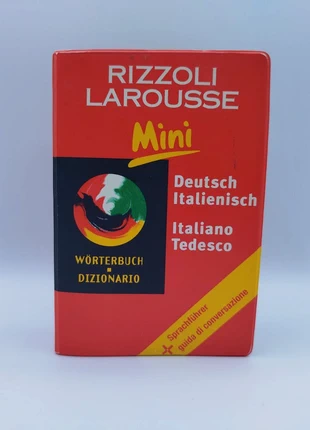 RIZZOLI
LAROUSSE
Mini
Deutsch
Italienisch
Italiano
Tedesco
WÖRTERBUCH
DIZIONARIO
+ Sprachführer
guida di conversazione